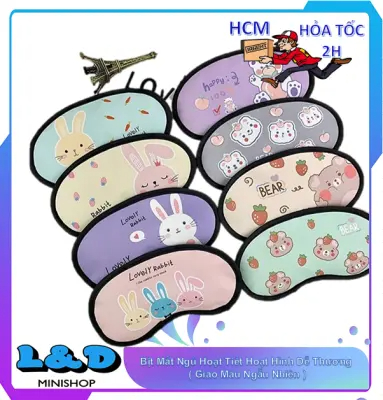 HCM
HỎA TỐC
2H
happy
LOVELY
Rabbit
LOVELY
Rabbit
Lovely Rabbit
BEAR
BEAR
L&D
MINISHOP
Bịt Mắt Ngủ Hoạt Tiết Hoạt Hình Dễ Thương
( Giao Màu Ngẫu Nhiên )